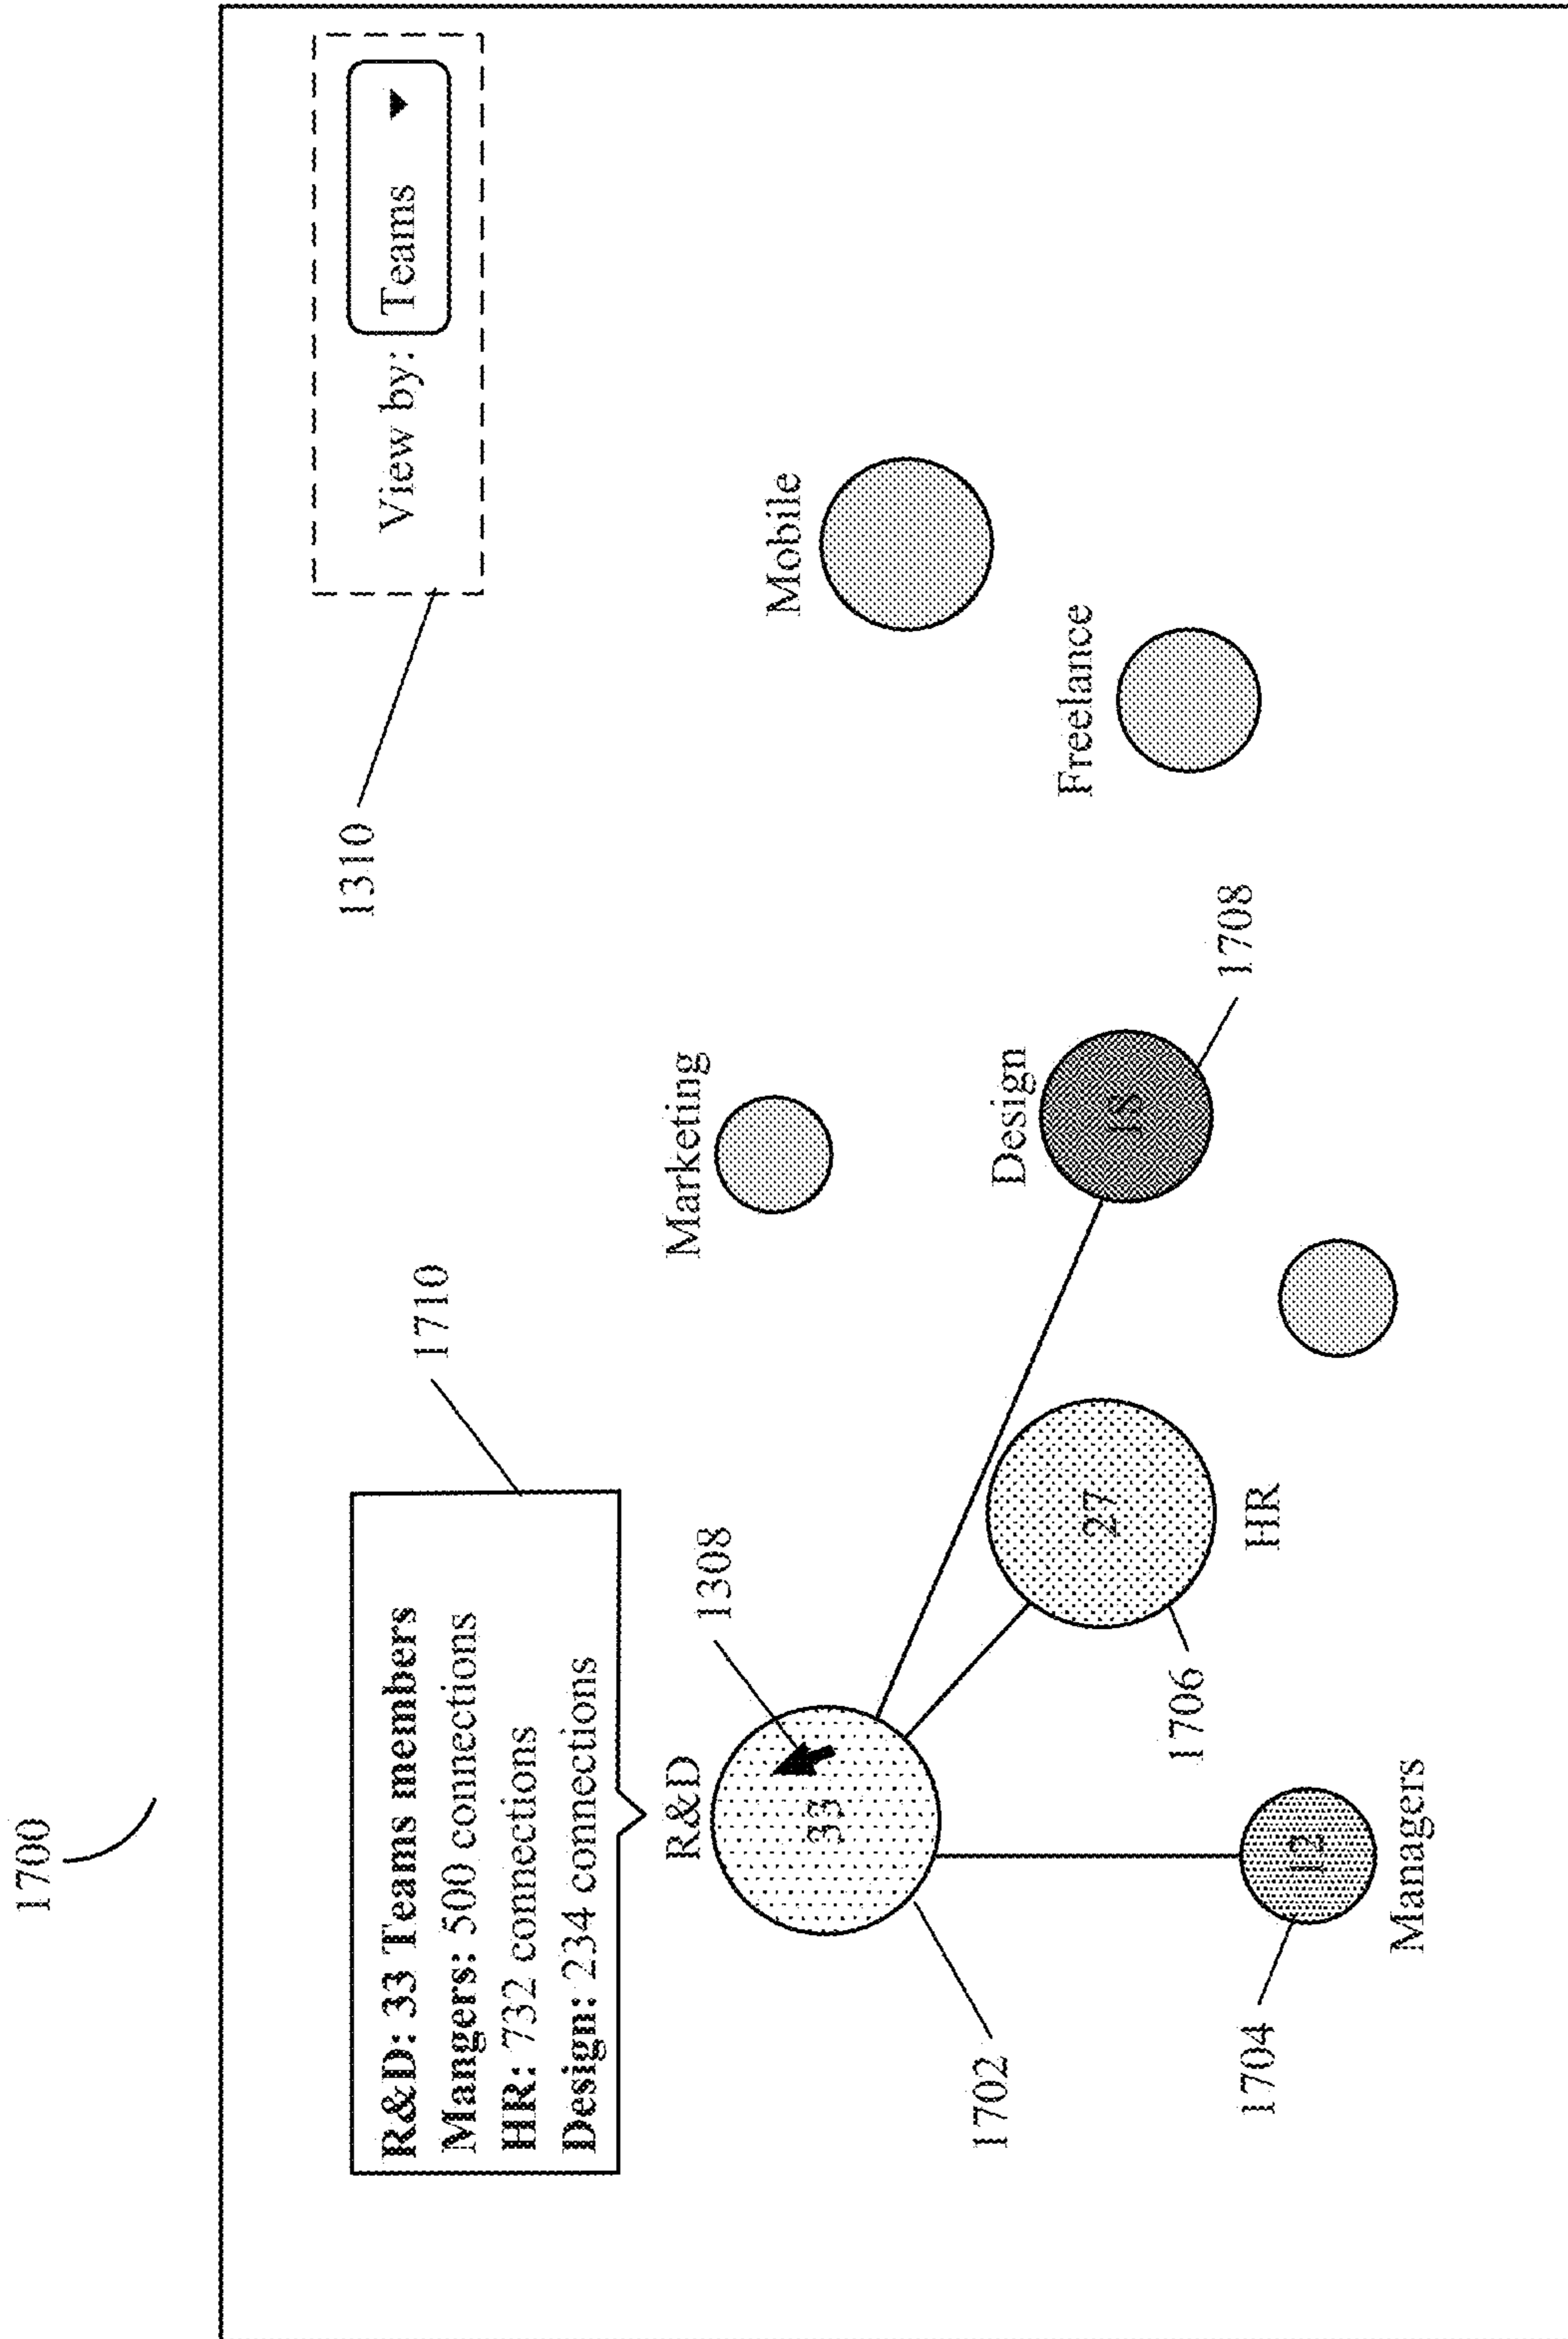 1700
View by: Teams
1310
1710
R&D: 33 Teams members
Mangers: 500 connections
HR: 732 connections
Design: 234 connections
1308
R&D
33
1702
Marketing
Mobile
Design
18
1708
Freelance
27
HR
1706
12
Managers
1704